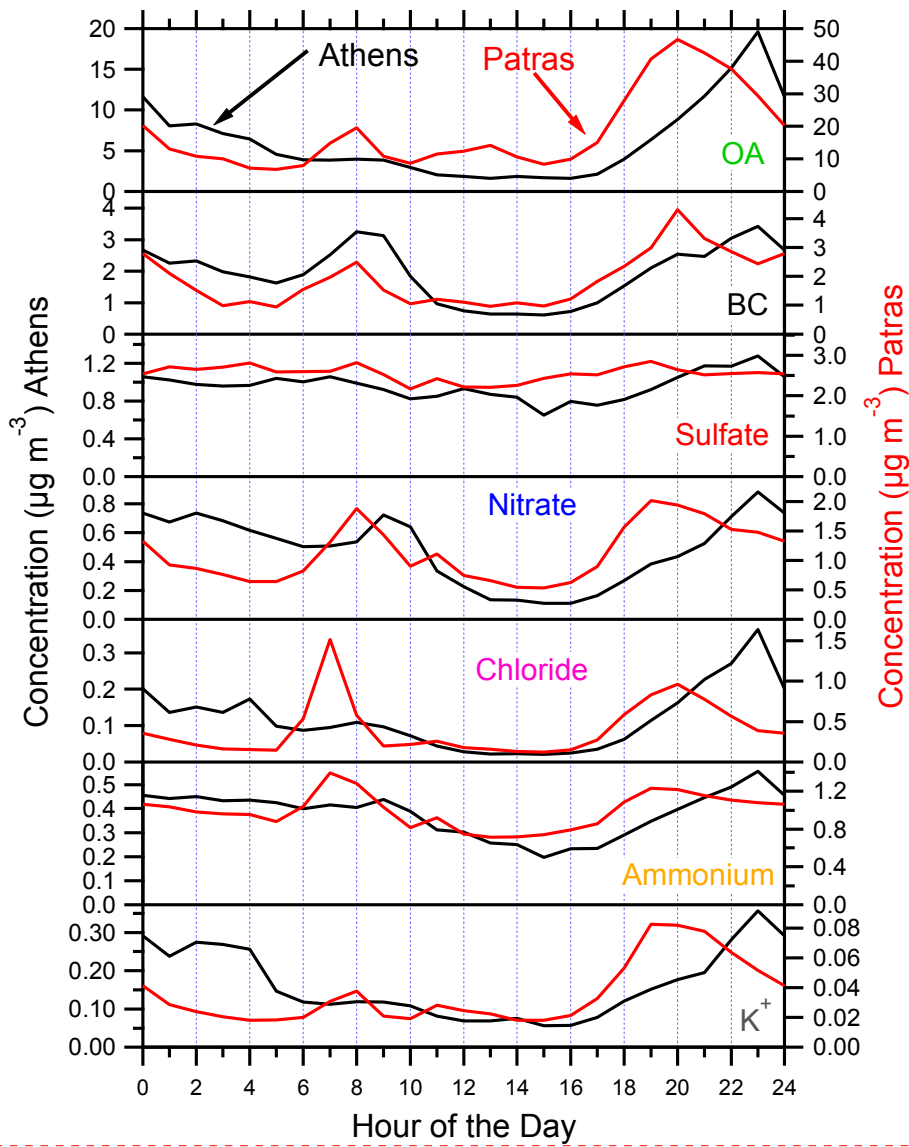 Concentration (µg m⁻³) Athens
Concentration (µg m⁻³) Patras
20 50
Athens Patras
40
15
30
10
20
5 OA 10
0 0
4 4
3 3
2 2
1 BC 1
0 0
1.2 3.0
0.8 2.0
0.4 Sulfate 1.0
0.0 0.0
Nitrate
0.8 2.0
0.6 1.5
0.4 1.0
0.2 0.5
0.0 0.0
0.3 1.5
Chloride
0.2 1.0
0.1 0.5
0.0 0.0
0.5 1.2
0.4
0.3 0.8
0.2
0.4
0.1 Ammonium
0.0 0.0
0.30 0.08
0.06
0.20
0.04
0.10 K⁺ 0.02
0.00 0.00
0 2 4 6 8 10 12 14 16 18 20 22 24
Hour of the Day